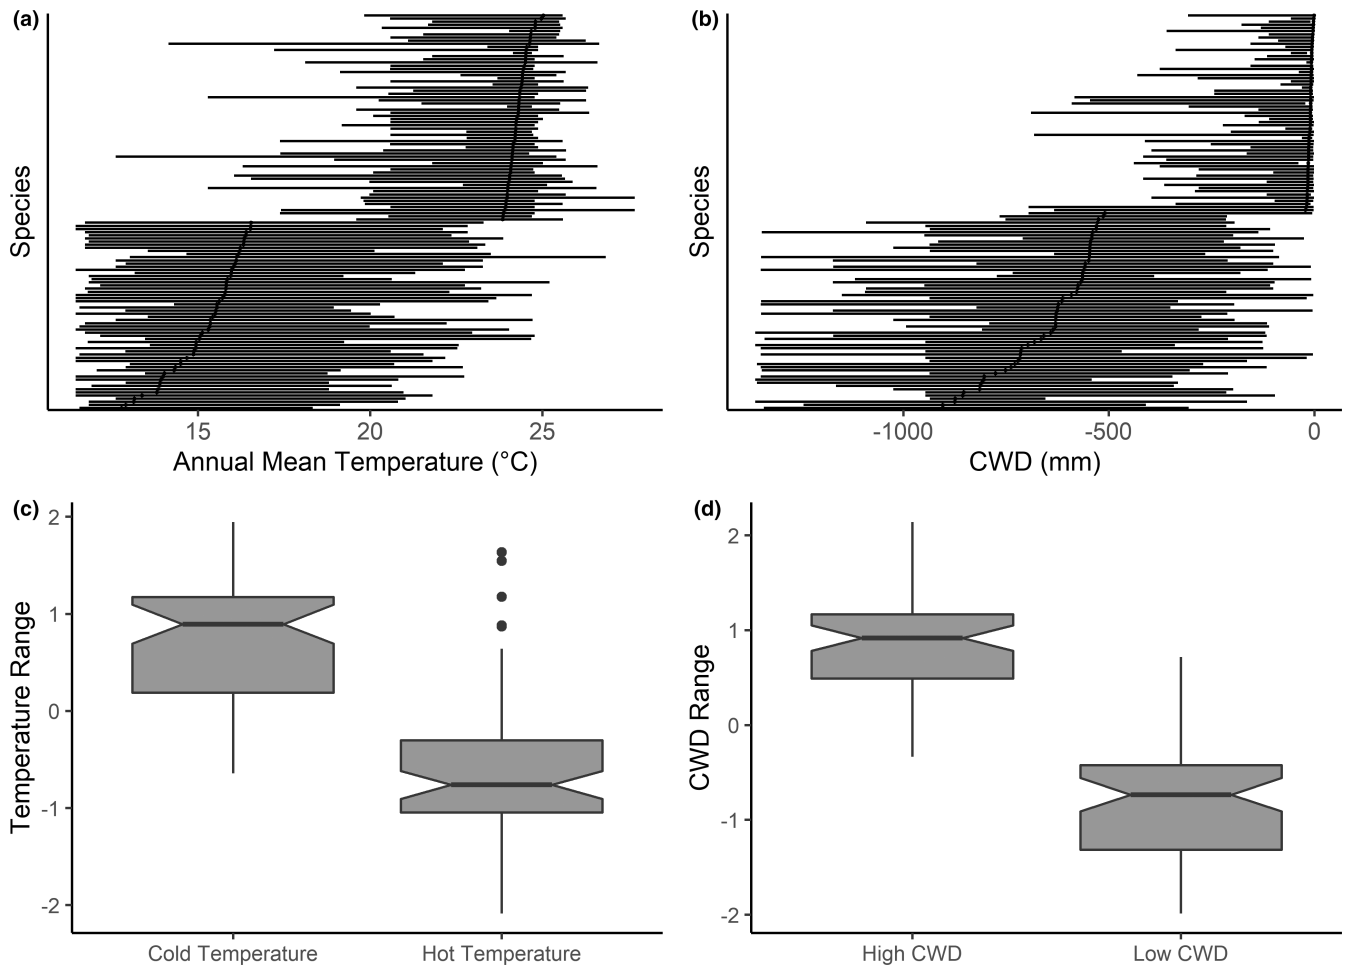 (a)
Species
15 20 25
Annual Mean Temperature (°C)
(b)
Species
-1000 -500 0
CWD (mm)
(c)
Temperature Range
2
1
0
-1
-2
Cold Temperature Hot Temperature
(d)
CWD Range
2
1
0
-1
-2
High CWD Low CWD